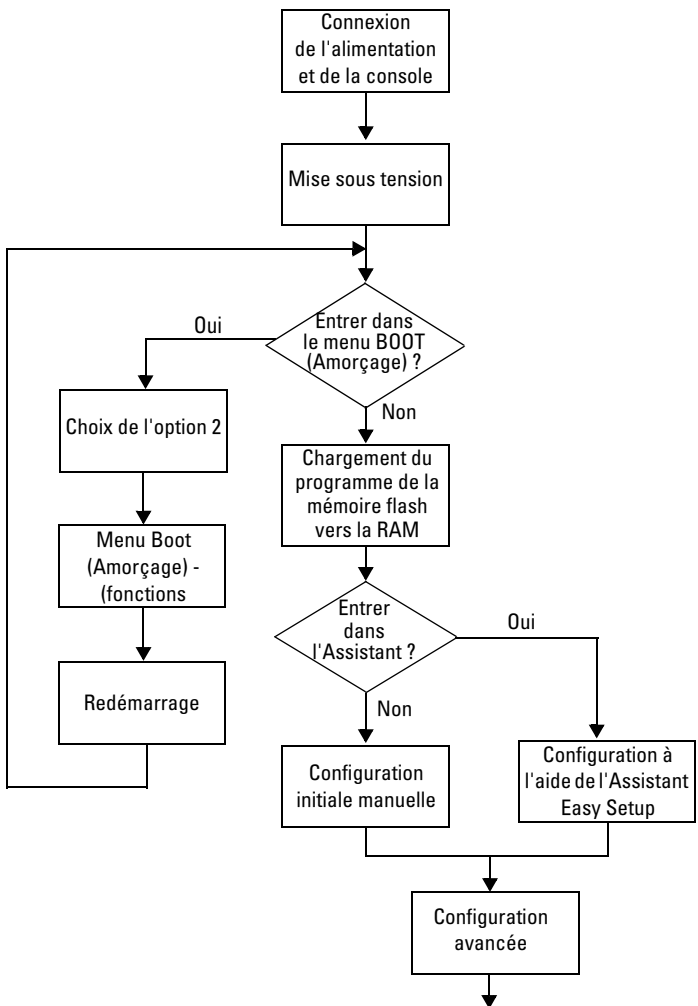 Connexion
de l'alimentation
et de la console
Mise sous tension
Entrer dans
le menu BOOT
(Amorçage) ?
Oui
Non
Choix de l'option 2
Chargement du
programme de la
mémoire flash
vers la RAM
Menu Boot
(Amorçage) -
(fonctions
Entrer
dans
l'Assistant ?
Oui
Non
Redémarrage
Configuration
initiale manuelle
Configuration à
l'aide de l'Assistant
Easy Setup
Configuration
avancée